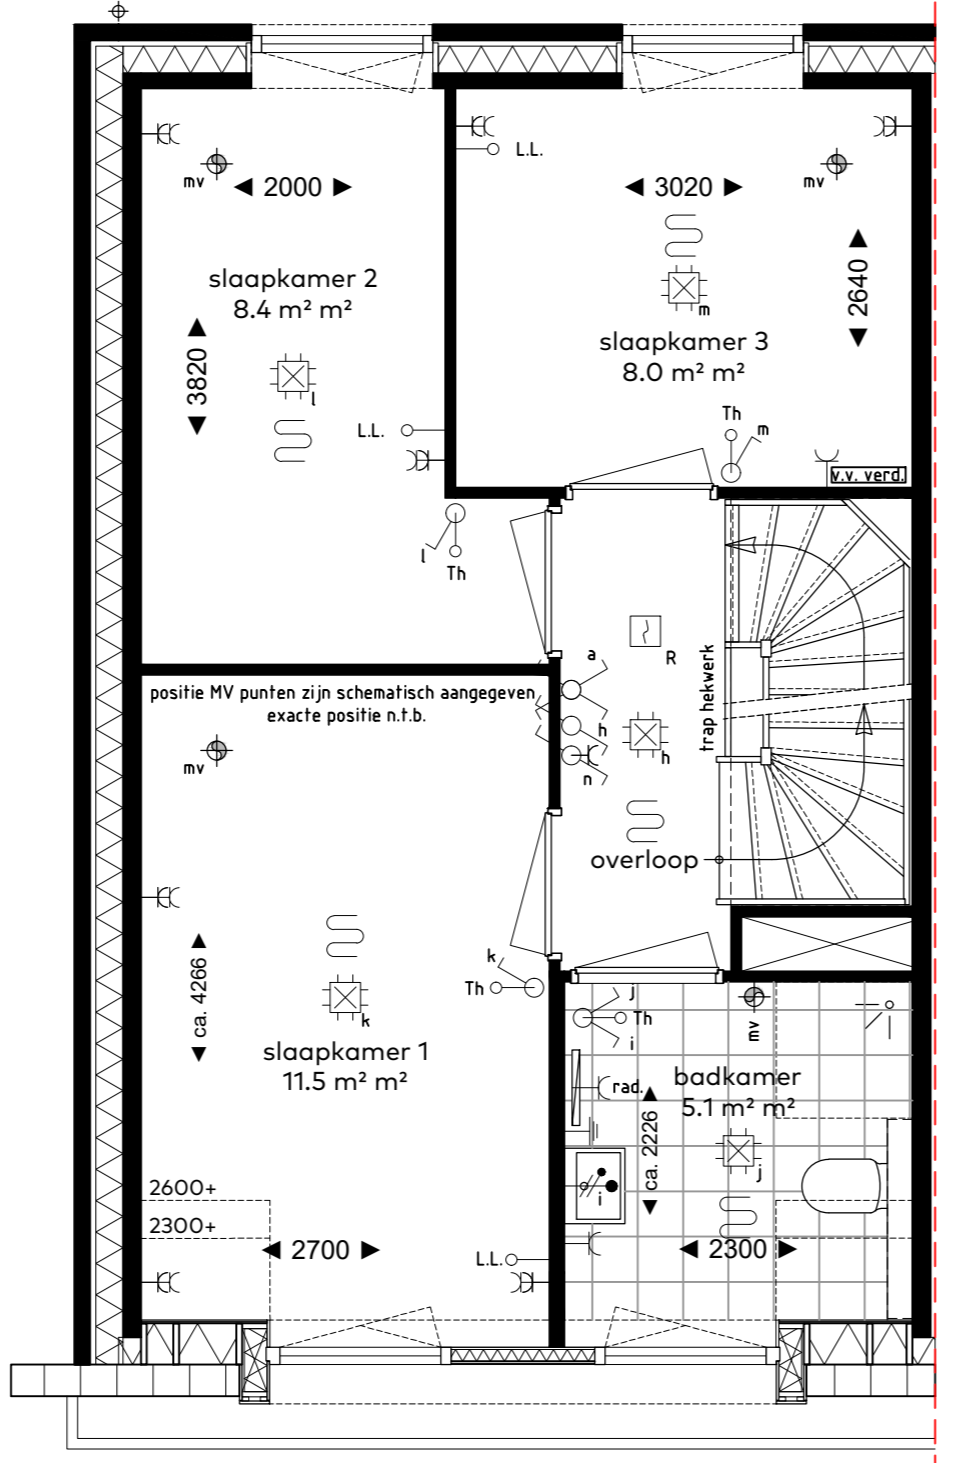 L.L.
mv
2000
3020
mv
slaapkamer 2
8.4 m² m²
2640
m
slaapkamer 3
8.0 m² m²
3820
l
Th
m
L.L.
v.v. verd.
l
Th
a
R
trap hekwerk
positie MV punten zijn schematisch aangegeven,
exacte positie n.t.b.
h
h
mv
n
overloop
k
Th
ca. 4266
k
slaapkamer 1
11.5 m² m²
j
Th
i
mv
badkamer
5.1 m² m²
rad.
ca. 2226
j
i
2600+
2300+
2700
L.L.
2300